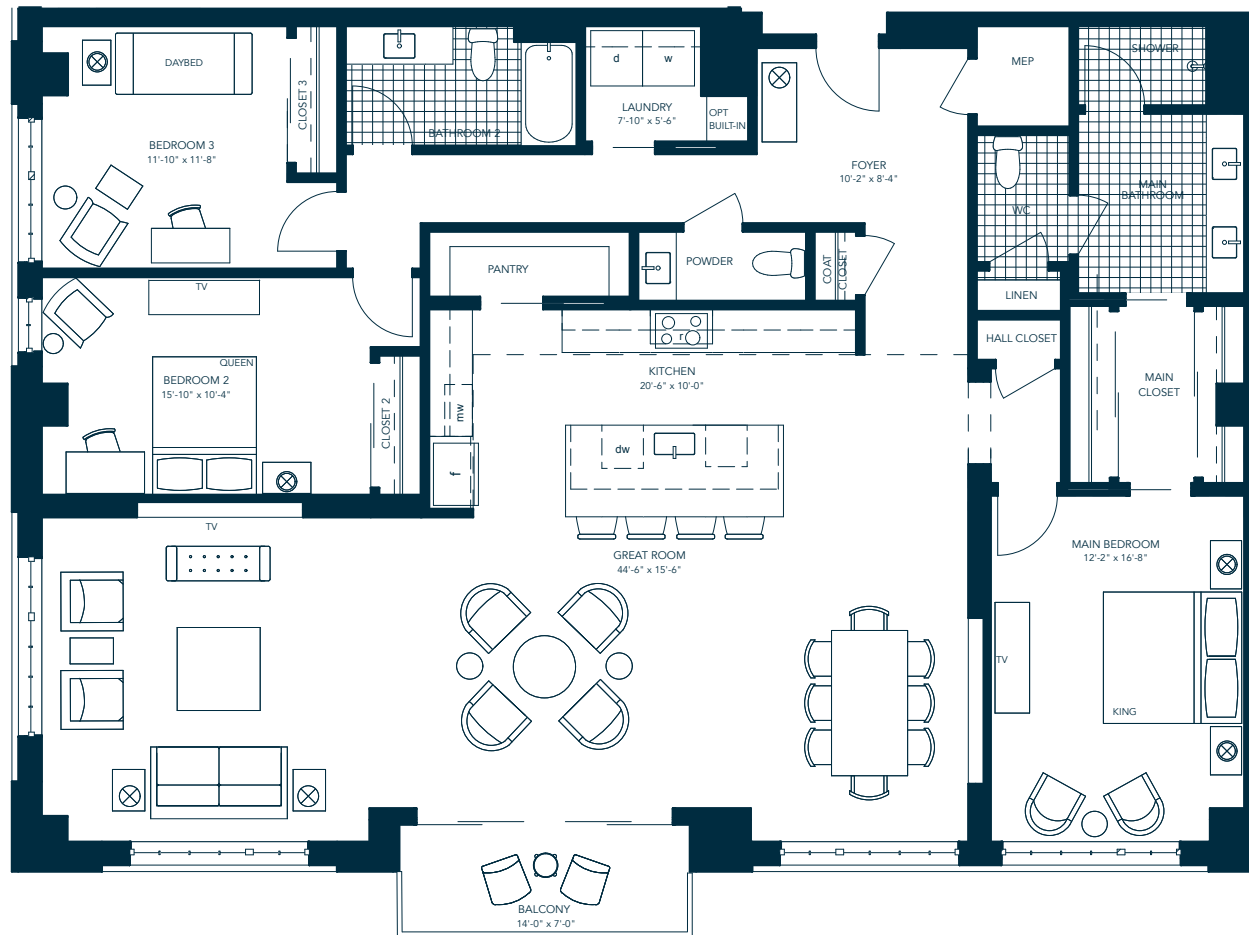 DAYBED
CLOSET 3
BEDROOM 3
11'-10" x 11'-8"
BATHROOM 2
d
w
LAUNDRY
7'-10" x 5'-6"
OPT
BUILT-IN
FOYER
10'-2" x 8'-4"
MEP
SHOWER
MAIN
BATHROOM
WC
LINEN
PANTRY
POWDER
COAT
CLOSET
TV
QUEEN
BEDROOM 2
15'-10" x 10'-4"
CLOSET 2
r
KITCHEN
20'-6" x 10'-0"
mw
f
dw
HALL CLOSET
MAIN
CLOSET
TV
GREAT ROOM
44'-6" x 15'-6"
MAIN BEDROOM
12'-2" x 16'-8"
TV
KING
BALCONY
14'-0" x 7'-0"